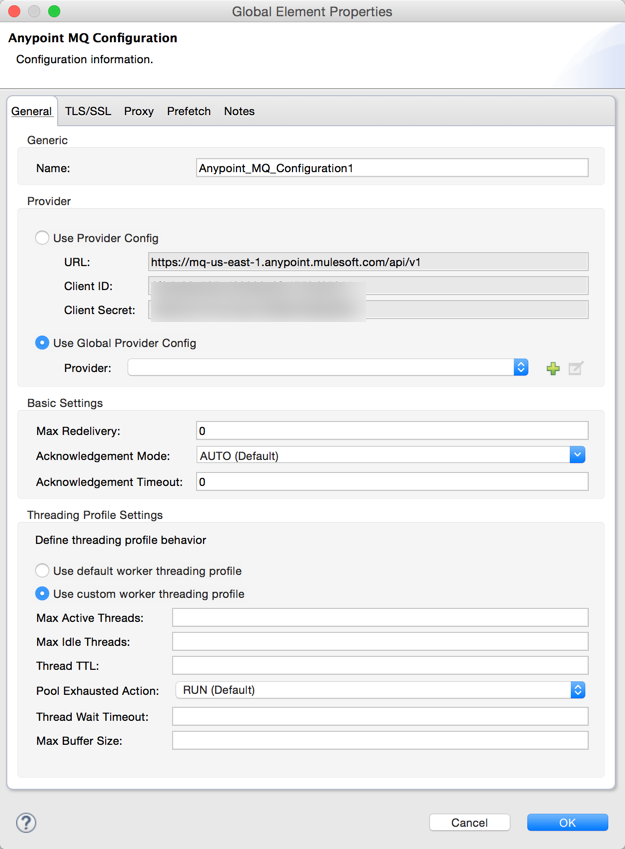 Global Element Properties
Anypoint MQ Configuration
Configuration information.
General TLS/SSL Proxy Prefetch Notes
Generic
Name: Anypoint_MQ_Configuration1
Provider
Use Provider Config
URL: https://mq-us-east-1.anypoint.mulesoft.com/api/v1
Client ID:
Client Secret:
Use Global Provider Config
Provider:
Basic Settings
Max Redelivery: 0
Acknowledgement Mode: AUTO (Default)
Acknowledgement Timeout: 0
Threading Profile Settings
Define threading profile behavior
Use default worker threading profile
Use custom worker threading profile
Max Active Threads:
Max Idle Threads:
Thread TTL:
Pool Exhausted Action: RUN (Default)
Thread Wait Timeout:
Max Buffer Size:
? Cancel OK